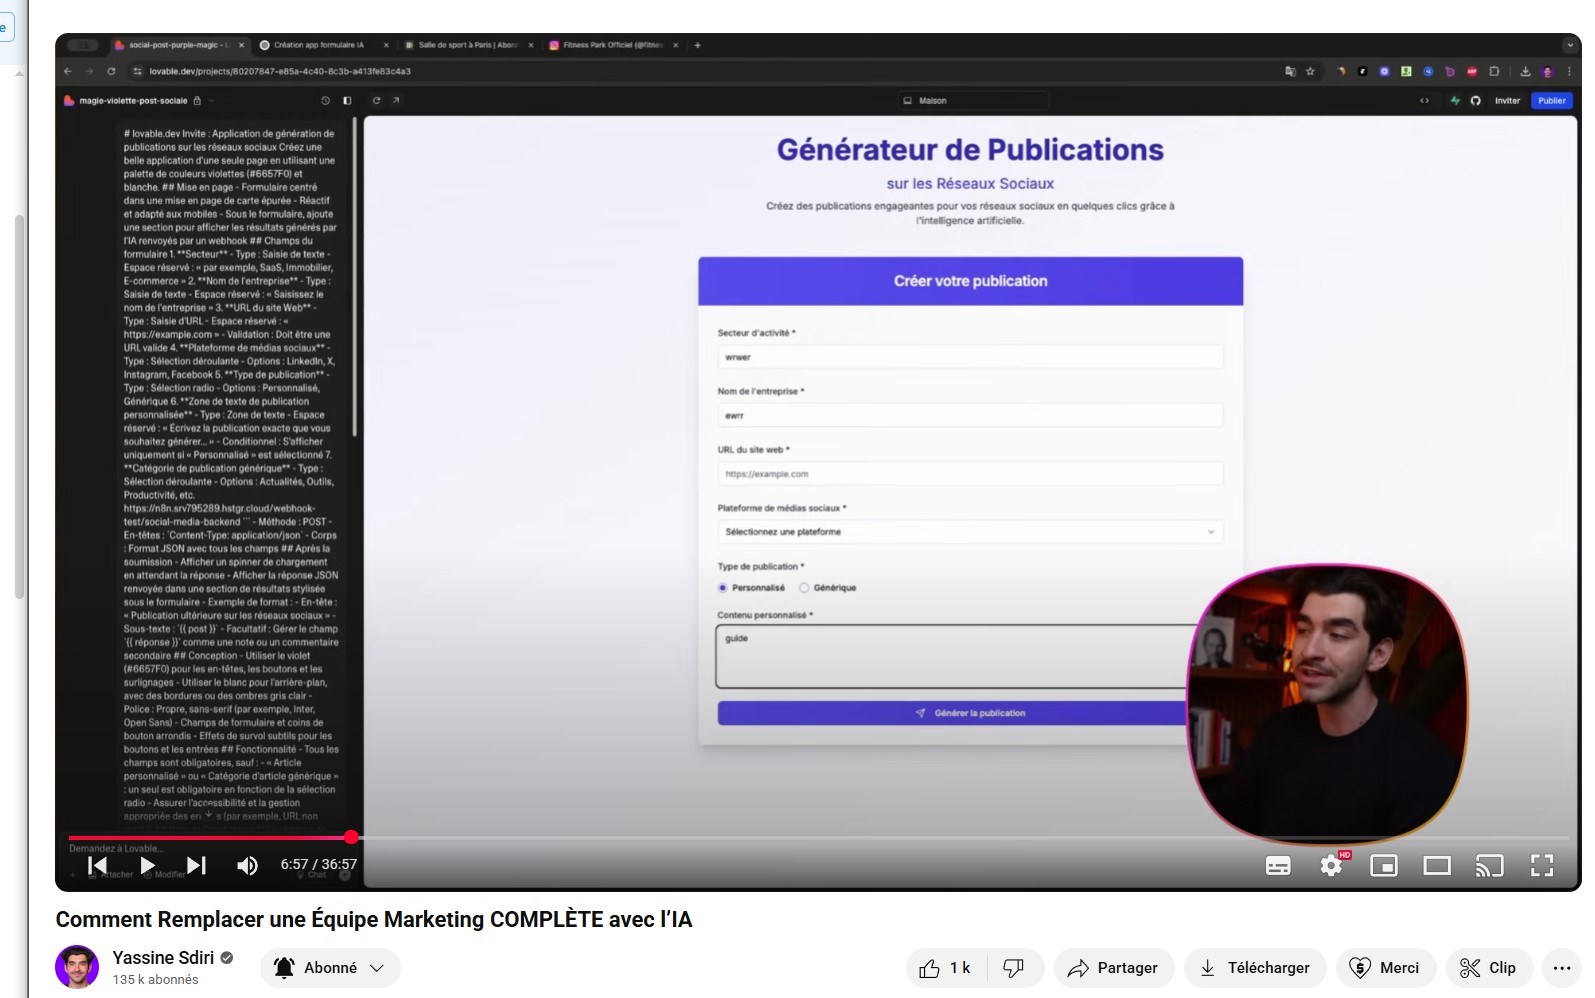 e
social-post-purple-magic - L
Création app formulaire IA
Salle de sport à Paris | Abon
Fitness Park Officiel (@fitne
lovable.dev/projects/80207847-e85a-4c40-8c3b-a413fe83c4a3
magie-violette-post-sociale
Maison
Inviter
Publier
# lovable.dev Invite : Application de génération de
publications sur les réseaux sociaux Créez une
belle application d'une seule page en utilisant une
palette de couleurs violettes (#6657F0) et
blanche. ## Mise en page - Formulaire centré
dans une mise en page de carte épurée - Réactif
et adapté aux mobiles - Sous le formulaire, ajoute
une section pour afficher les résultats générés par
l'IA renvoyés par un webhook ## Champs du
formulaire 1. **Secteur** - Type : Saisie de texte -
Espace réservé : « par exemple, SaaS, Immobilier,
E-commerce » 2. **Nom de l'entreprise** - Type :
Saisie de texte - Espace réservé : « Saisissez le
nom de l'entreprise » 3. **URL du site Web** -
Type : Saisie d'URL - Espace réservé : «
https://example.com » - Validation : Doit être une
URL valide 4. **Plateforme de médias sociaux** -
Type : Sélection déroulante - Options : LinkedIn, X,
Instagram, Facebook 5. **Type de publication** -
Type : Sélection radio - Options : Personnalisé,
Générique 6. **Zone de texte de publication
personnalisée** - Type : Zone de texte - Espace
réservé : « Écrivez la publication exacte que vous
souhaitez générer... » - Conditionnel : S'afficher
uniquement si « Personnalisé » est sélectionné 7.
**Catégorie de publication générique** - Type :
Sélection déroulante - Options : Actualités, Outils,
Productivité, etc.
https://n8n.srv795289.hstgr.cloud/webhook-
test/social-media-backend ``` - Méthode : POST -
En-têtes : `Content-Type: application/json` - Corps
: Format JSON avec tous les champs ## Après la
soumission - Afficher un spinner de chargement
en attendant la réponse - Afficher la réponse JSON
renvoyée dans une section de résultats stylisée
sous le formulaire - Exemple de format : - En-tête :
« Publication ultérieure sur les réseaux sociaux » -
Sous-texte : `{{ post }}` - Facultatif : Gérer le champ
`{{ réponse }}` comme une note ou un commentaire
secondaire ## Conception - Utiliser le violet
(#6657F0) pour les en-têtes, les boutons et les
surlignages - Utiliser le blanc pour l'arrière-plan,
avec des bordures ou des ombres gris clair -
Police : Propre, sans-serif (par exemple, Inter,
Open Sans) - Champs de formulaire et coins de
bouton arrondis - Effets de survol subtils pour les
boutons et les entrées ## Fonctionnalité - Tous les
champs sont obligatoires, sauf : - « Article
personnalisé » ou « Catégorie d'article générique »
: un seul est obligatoire en fonction de la sélection
radio - Assurer l'accessibilité et la gestion
appropriée des err s (par exemple, URL non
Demandez à Lovable...
Attacher
Modifier
Chat
Générateur de Publications
sur les Réseaux Sociaux
Créez des publications engageantes pour vos réseaux sociaux en quelques clics grâce à
l'intelligence artificielle.
Créer votre publication
Secteur d'activité *
wrwer
Nom de l'entreprise *
ewrr
URL du site web *
https://example.com
Plateforme de médias sociaux *
Sélectionnez une plateforme
Type de publication *
Personnalisé
Générique
Contenu personnalisé *
guide
Générer la publication
6:57 / 36:57
HD
Comment Remplacer une Équipe Marketing COMPLÈTE avec l'IA
Yassine Sdiri
135 k abonnés
Abonné
1 k
Partager
Télécharger
Merci
Clip